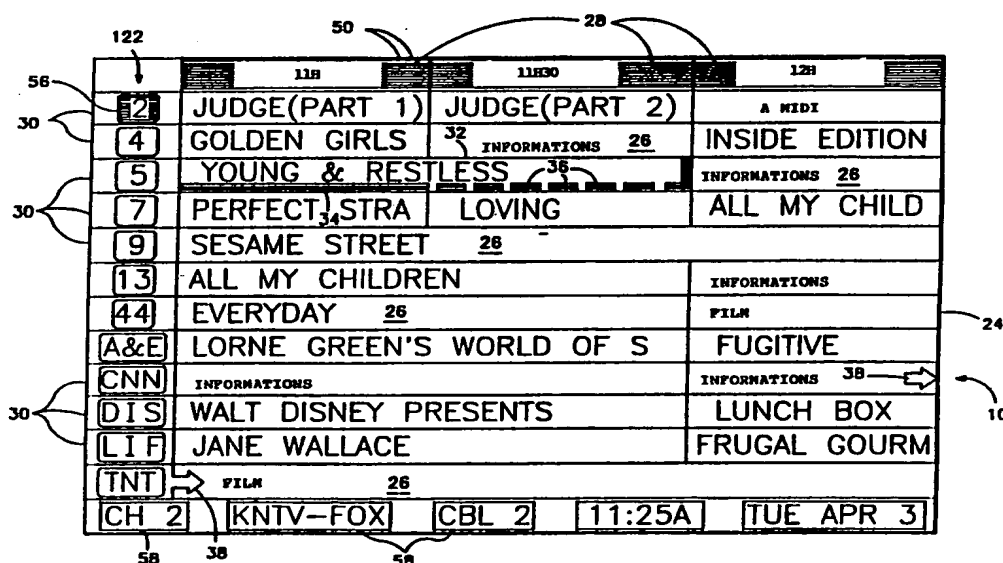 50 28
122
11H 11H30 12H
56 2 JUDGE(PART 1) JUDGE(PART 2) A MIDI
30 4 GOLDEN GIRLS 32 INFORMATIONS 26 INSIDE EDITION
5 YOUNG & RESTLESS 36 INFORMATIONS 26
30 7 PERFECT STRA 34 LOVING ALL MY CHILD
9 SESAME STREET 26
13 ALL MY CHILDREN INFORMATIONS
44 EVERYDAY 26 FILM 24
A&E LORNE GREEN'S WORLD OF S FUGITIVE
CNN INFORMATIONS INFORMATIONS 38
30 DIS WALT DISNEY PRESENTS LUNCH BOX 10
LIF JANE WALLACE FRUGAL GOURM
TNT FILM 26
CH 2 KNTV-FOX CBL 2 11:25A TUE APR 3
58 38 58